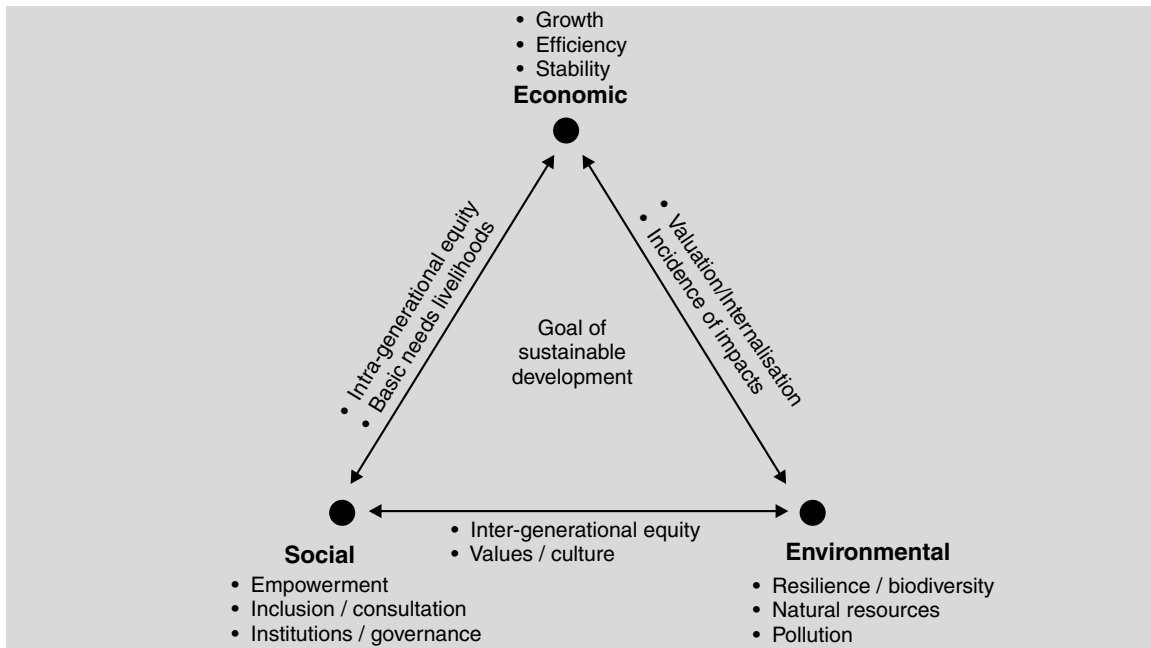 • Growth
• Efficiency
• Stability
Economic
• Intra-generational equity
• Basic needs livelihoods
• Valuation/Internalisation
• Incidence of impacts
Goal of
sustainable
development
• Inter-generational equity
• Values / culture
Social
• Empowerment
• Inclusion / consultation
• Institutions / governance
Environmental
• Resilience / biodiversity
• Natural resources
• Pollution